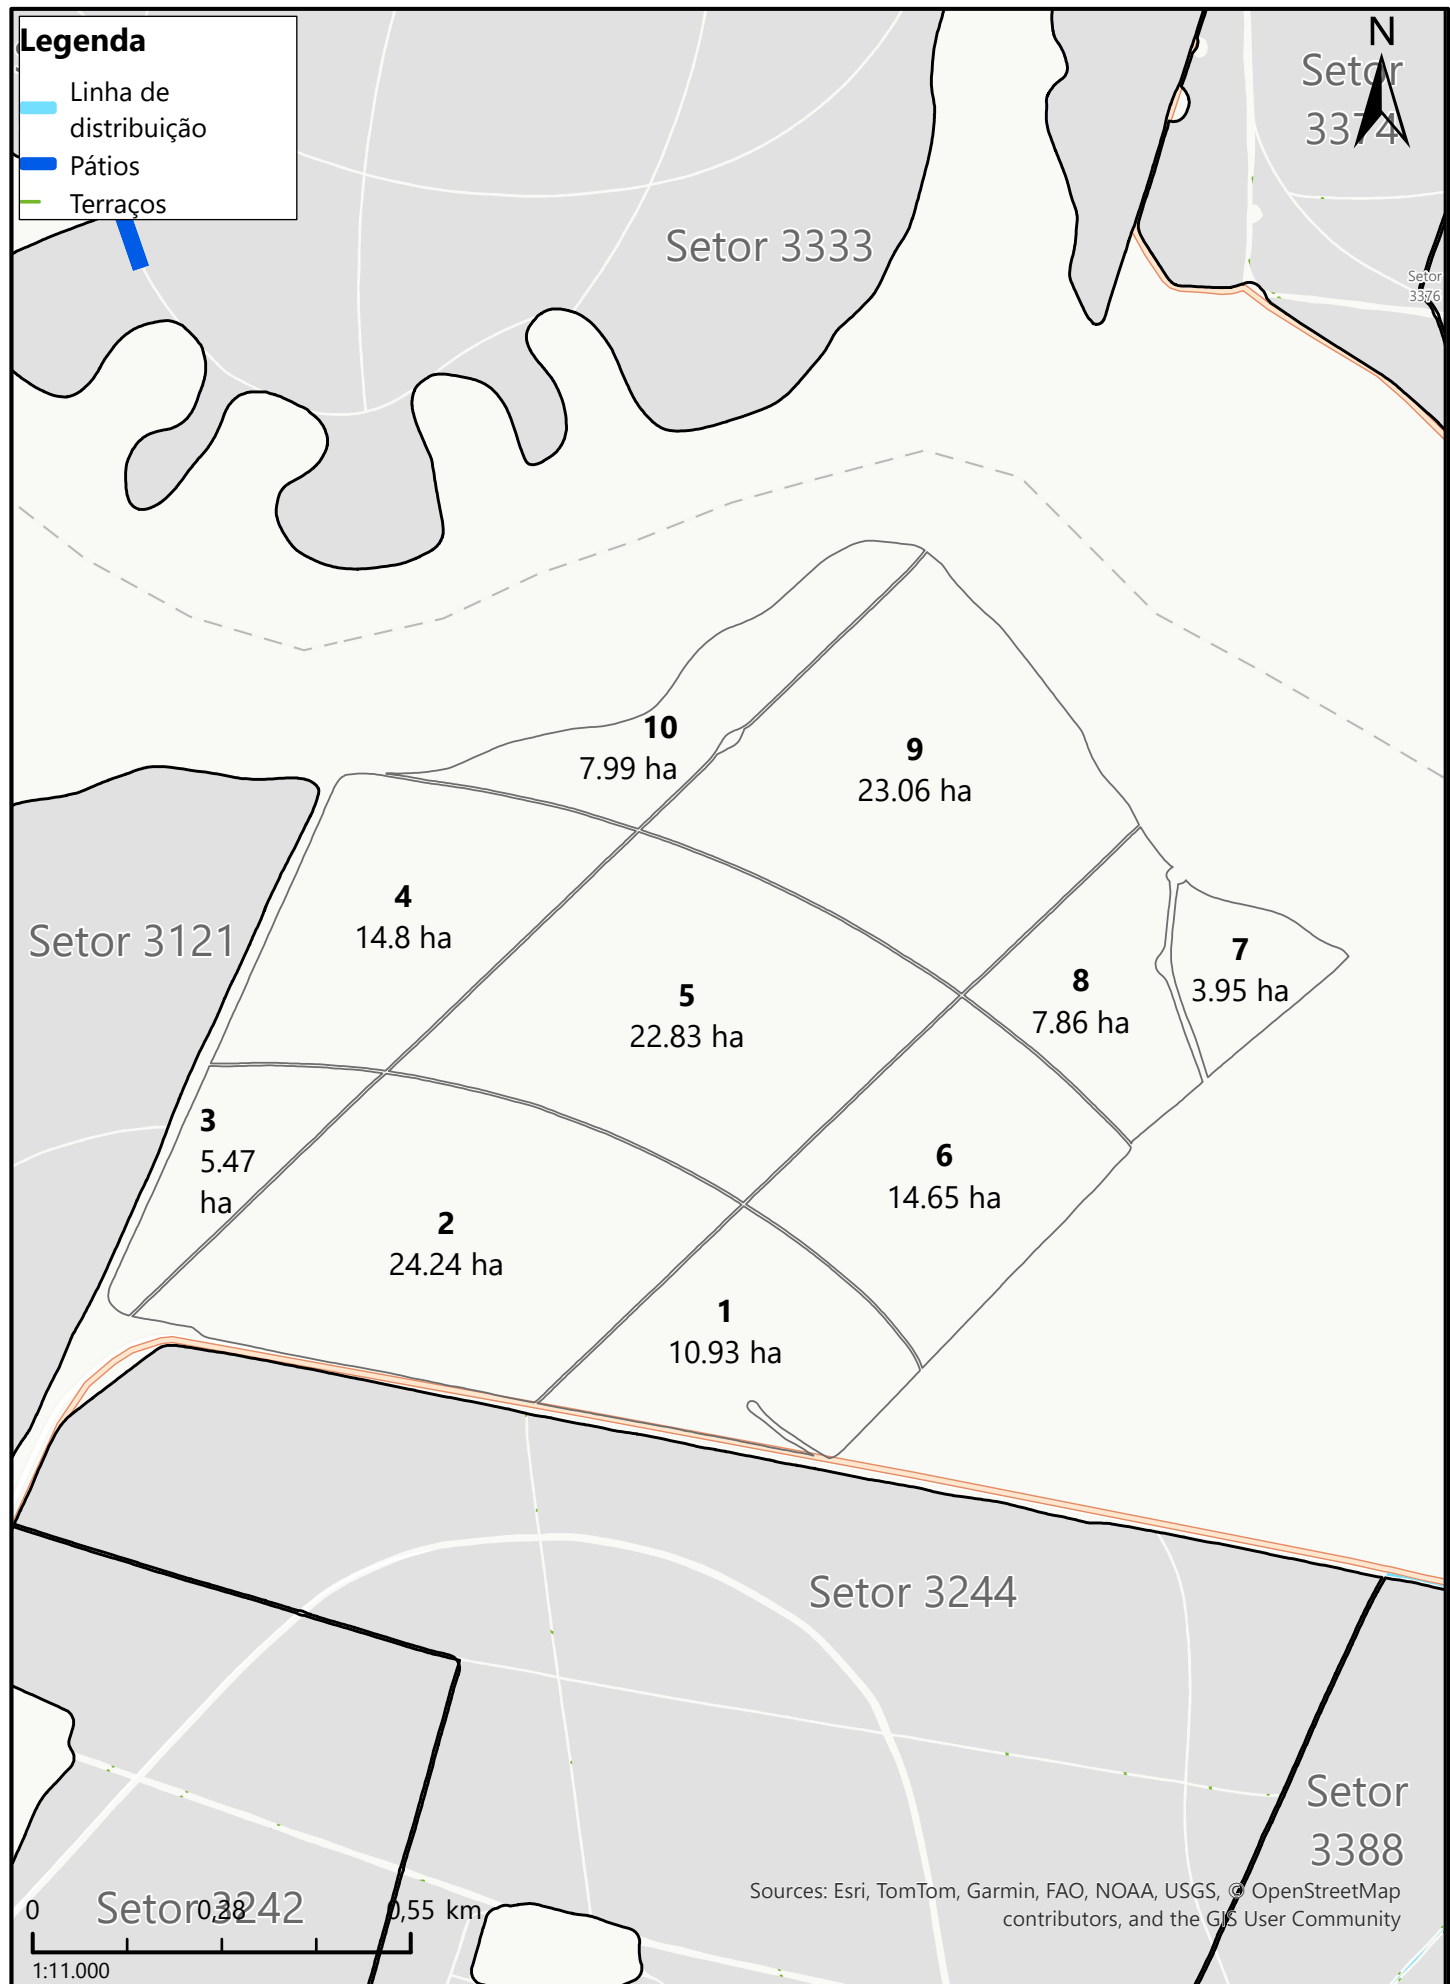 Legenda
Linha de
distribuição
Pátios
Terraços
N
Setor
3374
Setor 3333
Setor
3376
10
7.99 ha
9
23.06 ha
4
14.8 ha
Setor 3121
5
22.83 ha
8
7.86 ha
7
3.95 ha
3
5.47
ha
6
14.65 ha
2
24.24 ha
1
10.93 ha
Setor 3244
Setor
3388
Setor 3242
0 0,28 0,55 km
1:11.000
Sources: Esri, TomTom, Garmin, FAO, NOAA, USGS, © OpenStreetMap
contributors, and the GIS User Community